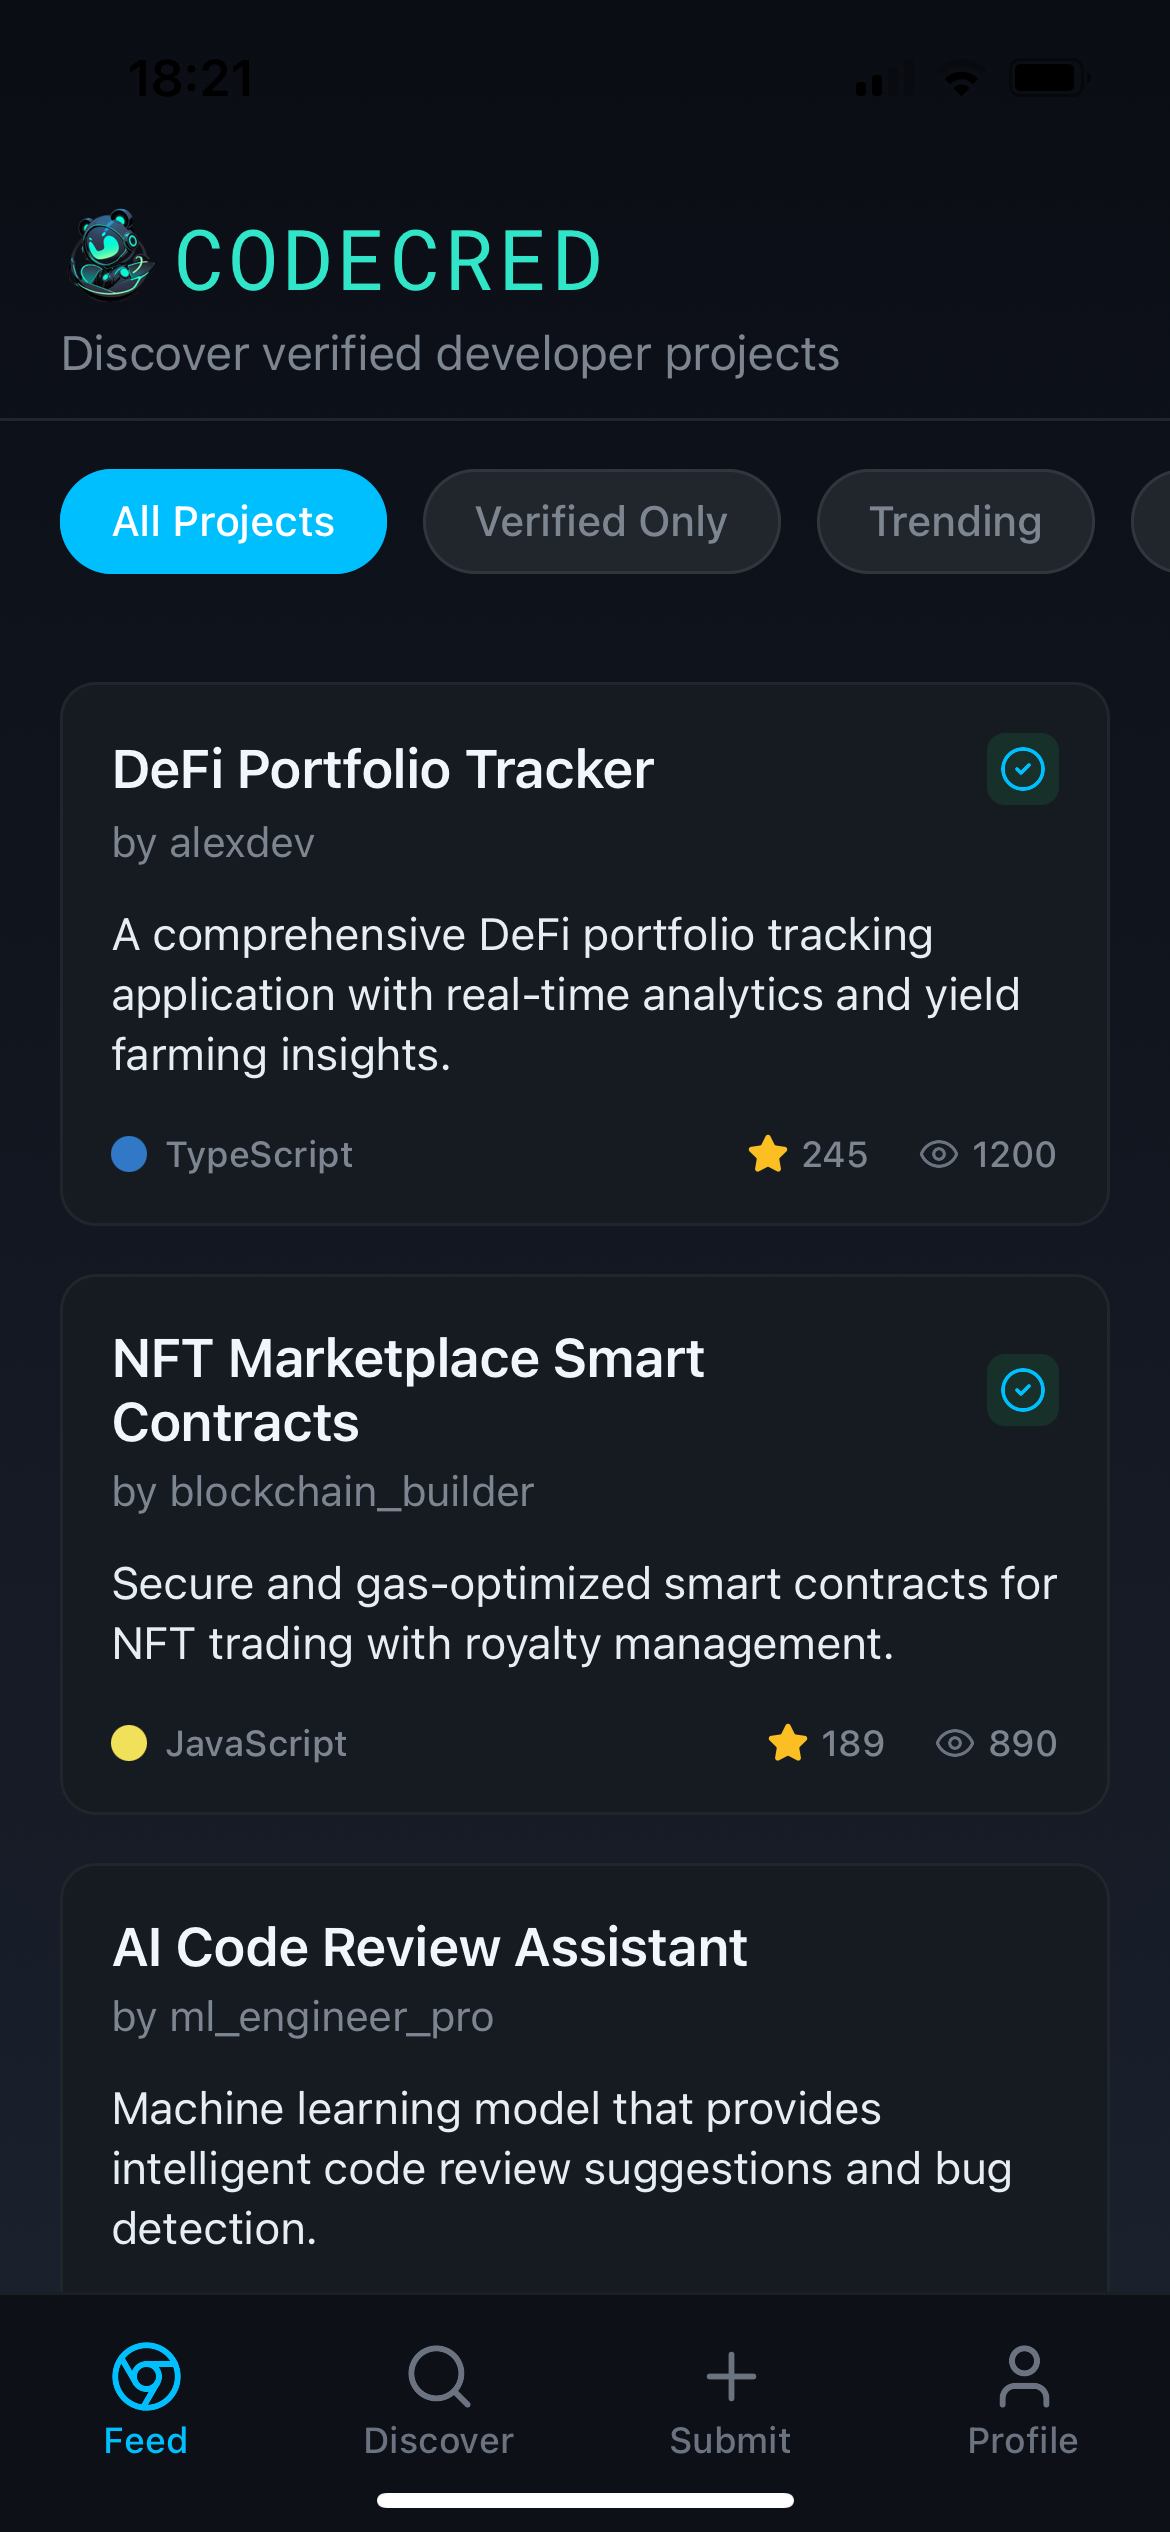 18:21
CODECRED
Discover verified developer projects
All Projects
Verified Only
Trending
DeFi Portfolio Tracker
by alexdev
A comprehensive DeFi portfolio tracking
application with real-time analytics and yield
farming insights.
TypeScript
245
1200
NFT Marketplace Smart
Contracts
by blockchain_builder
Secure and gas-optimized smart contracts for
NFT trading with royalty management.
JavaScript
189
890
AI Code Review Assistant
by ml_engineer_pro
Machine learning model that provides
intelligent code review suggestions and bug
detection.
Feed
Discover
Submit
Profile